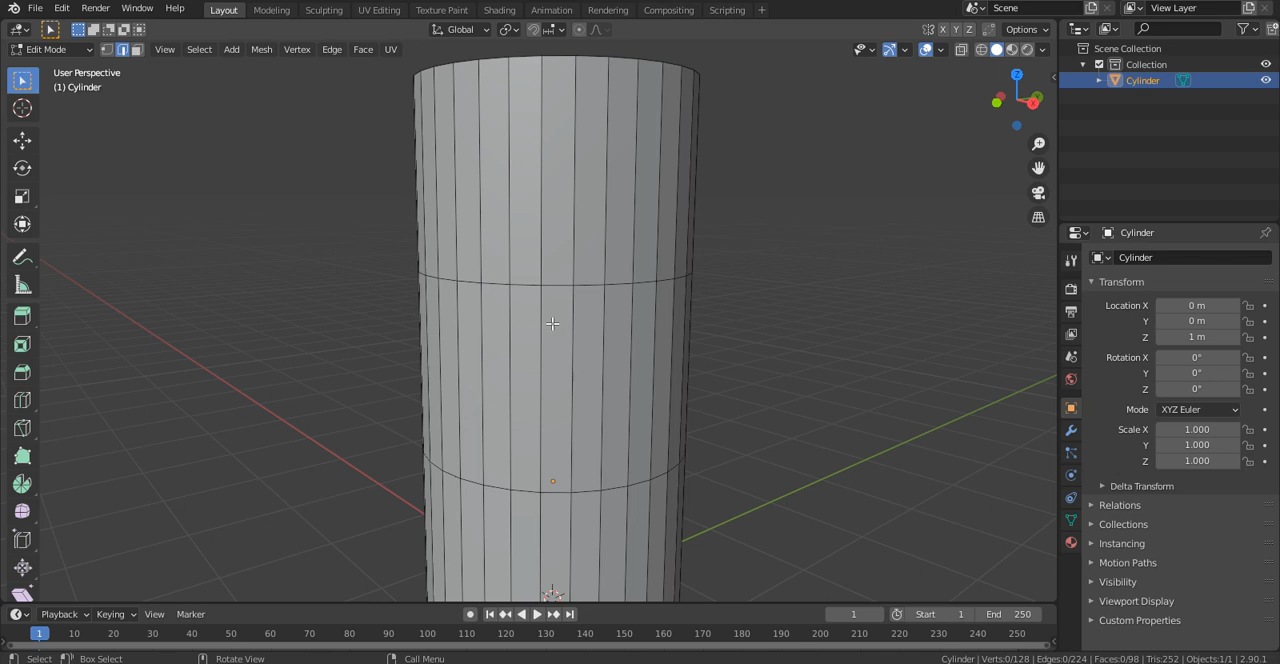 File Edit Render Window Help Layout Modeling Sculpting UV Editing Texture Paint Shading Animation Rendering Compositing Scripting + Scene View Layer
Global X Y Z Options
Edit Mode View Select Add Mesh Vertex Edge Face UV
User Perspective
(1) Cylinder
Z
Y
X
Scene Collection
Collection
Cylinder
Cylinder
Cylinder
Transform
Location X 0 m
Y 0 m
Z 1 m
Rotation X 0°
Y 0°
Z 0°
Mode XYZ Euler
Scale X 1.000
Y 1.000
Z 1.000
Delta Transform
Relations
Collections
Instancing
Motion Paths
Visibility
Viewport Display
Custom Properties
Playback Keying View Marker 1 Start 1 End 250
1 10 20 30 40 50 60 70 80 90 100 110 120 130 140 150 160 170 180 190 200 210 220 230 240 250
Select Box Select Rotate View Call Menu Cylinder | Verts:0/128 | Edges:0/224 | Faces:0/98 | Tris:252 | Objects:1/1 | 2.90.1